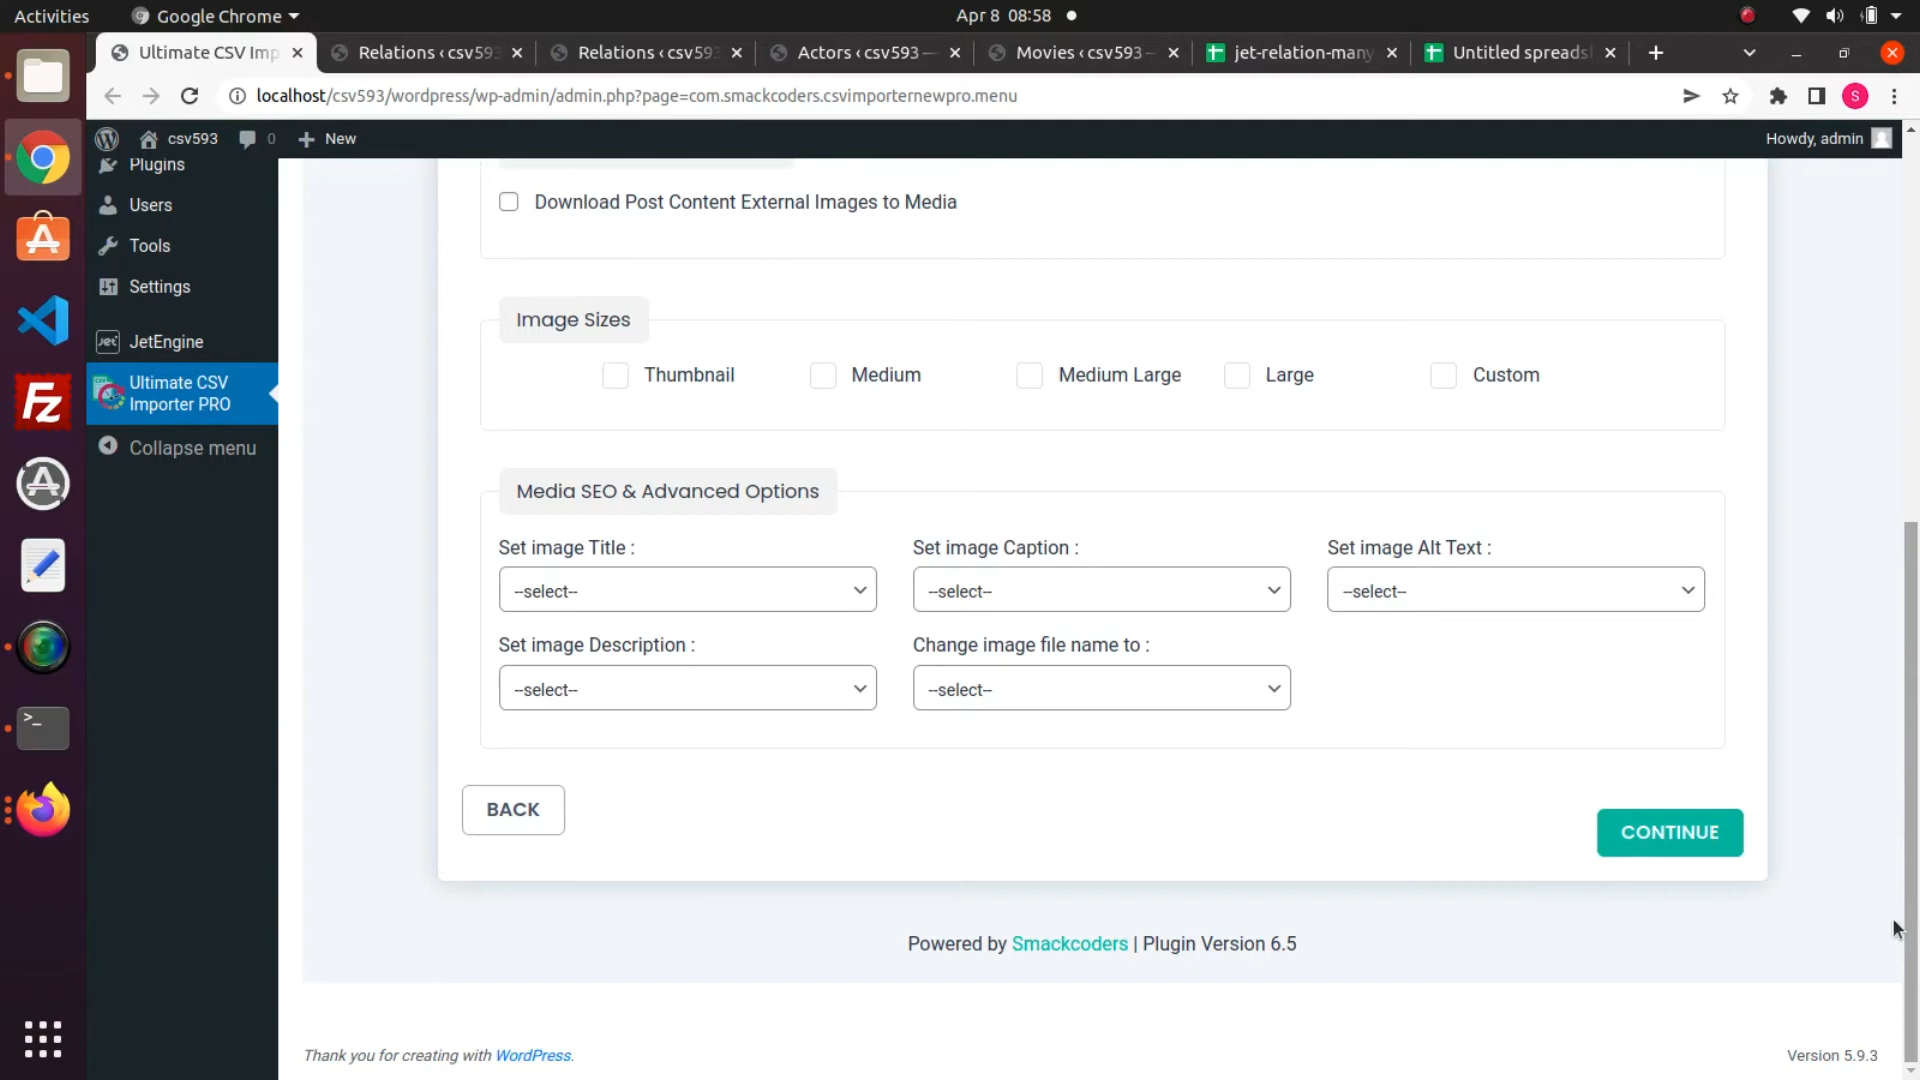 Activities
Google Chrome
Apr 8 08:58
Ultimate CSV Imp
Relations ‹ csv593
Relations ‹ csv593
Actors ‹ csv593 —
Movies ‹ csv593 –
jet-relation-many
Untitled spreads
localhost/csv593/wordpress/wp-admin/admin.php?page=com.smackcoders.csvimporternewpro.menu
S
csv593
0
New
Howdy, admin
Plugins
Users
Tools
Settings
JetEngine
Ultimate CSV
Importer PRO
Collapse menu
Download Post Content External Images to Media
Image Sizes
Thumbnail
Medium
Medium Large
Large
Custom
Media SEO & Advanced Options
Set image Title :
Set image Caption :
Set image Alt Text :
--select--
--select--
--select--
Set image Description :
Change image file name to :
--select--
--select--
BACK
CONTINUE
Powered by Smackcoders | Plugin Version 6.5
Thank you for creating with WordPress.
Version 5.9.3